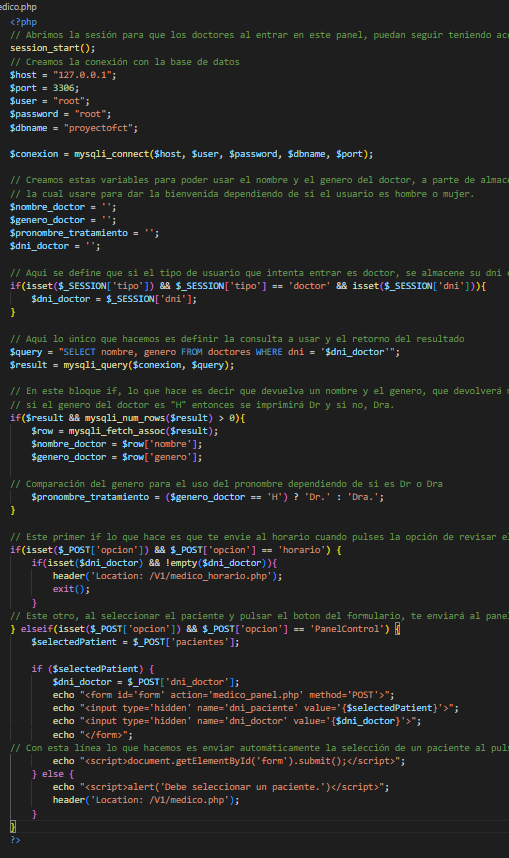 edico.php
<?php
// Abrimos la sesión para que los doctores al entrar en este panel, puedan seguir teniendo acc
session_start();
// Creamos la conexión con la base de datos
$host = "127.0.0.1";
$port = 3306;
$user = "root";
$password = "root";
$dbname = "proyectofct";
$conexion = mysqli_connect($host, $user, $password, $dbname, $port);
// Creamos estas variables para poder usar el nombre y el genero del doctor, a parte de almace
// la cual usare para dar la bienvenida dependiendo de si el usuario es hombre o mujer.
$nombre_doctor = '';
$genero_doctor = '';
$pronombre_tratamiento = '';
$dni_doctor = '';
// Aqui se define que si el tipo de usuario que intenta entrar es doctor, se almacene su dni e
if(isset($_SESSION['tipo']) && $_SESSION['tipo'] == 'doctor' && isset($_SESSION['dni'])){
$dni_doctor = $_SESSION['dni'];
}
// Aqui lo único que hacemos es definir la consulta a usar y el retorno del resultado
$query = "SELECT nombre, genero FROM doctores WHERE dni = '$dni_doctor'";
$result = mysqli_query($conexion, $query);
// En este bloque if, lo que hace es decir que devuelva un nombre y el genero, que devolverá m
// si el genero del doctor es "H" entonces se imprimirá Dr y si no, Dra.
if($result && mysqli_num_rows($result) > 0){
$row = mysqli_fetch_assoc($result);
$nombre_doctor = $row['nombre'];
$genero_doctor = $row['genero'];
// Comparación del genero para el uso del pronombre dependiendo de si es Dr o Dra
$pronombre_tratamiento = ($genero_doctor == 'H') ? 'Dr.' : 'Dra.';
}
// Este primer if lo que hace es que te envie al horario cuando pulses la opción de revisar el
if(isset($_POST['opcion']) && $_POST['opcion'] == 'horario') {
if(isset($dni_doctor) && !empty($dni_doctor)){
header('Location: /V1/medico_horario.php');
exit();
}
// Este otro, al seleccionar el paciente y pulsar el boton del formulario, te enviará al panel
} elseif(isset($_POST['opcion']) && $_POST['opcion'] == 'PanelControl') {
$selectedPatient = $_POST['pacientes'];
if ($selectedPatient) {
$dni_doctor = $_POST['dni_doctor'];
echo "<form id='form' action='medico_panel.php' method='POST'>";
echo "<input type='hidden' name='dni_paciente' value='{$selectedPatient}'>";
echo "<input type='hidden' name='dni_doctor' value='{$dni_doctor}'>";
echo "</form>";
// Con esta línea lo que hacemos es enviar automáticamente la selección de un paciente al puls
echo "<script>document.getElementById('form').submit();</script>";
} else {
echo "<script>alert('Debe seleccionar un paciente.')</script>";
header('Location: /V1/medico.php');
}
}
?>